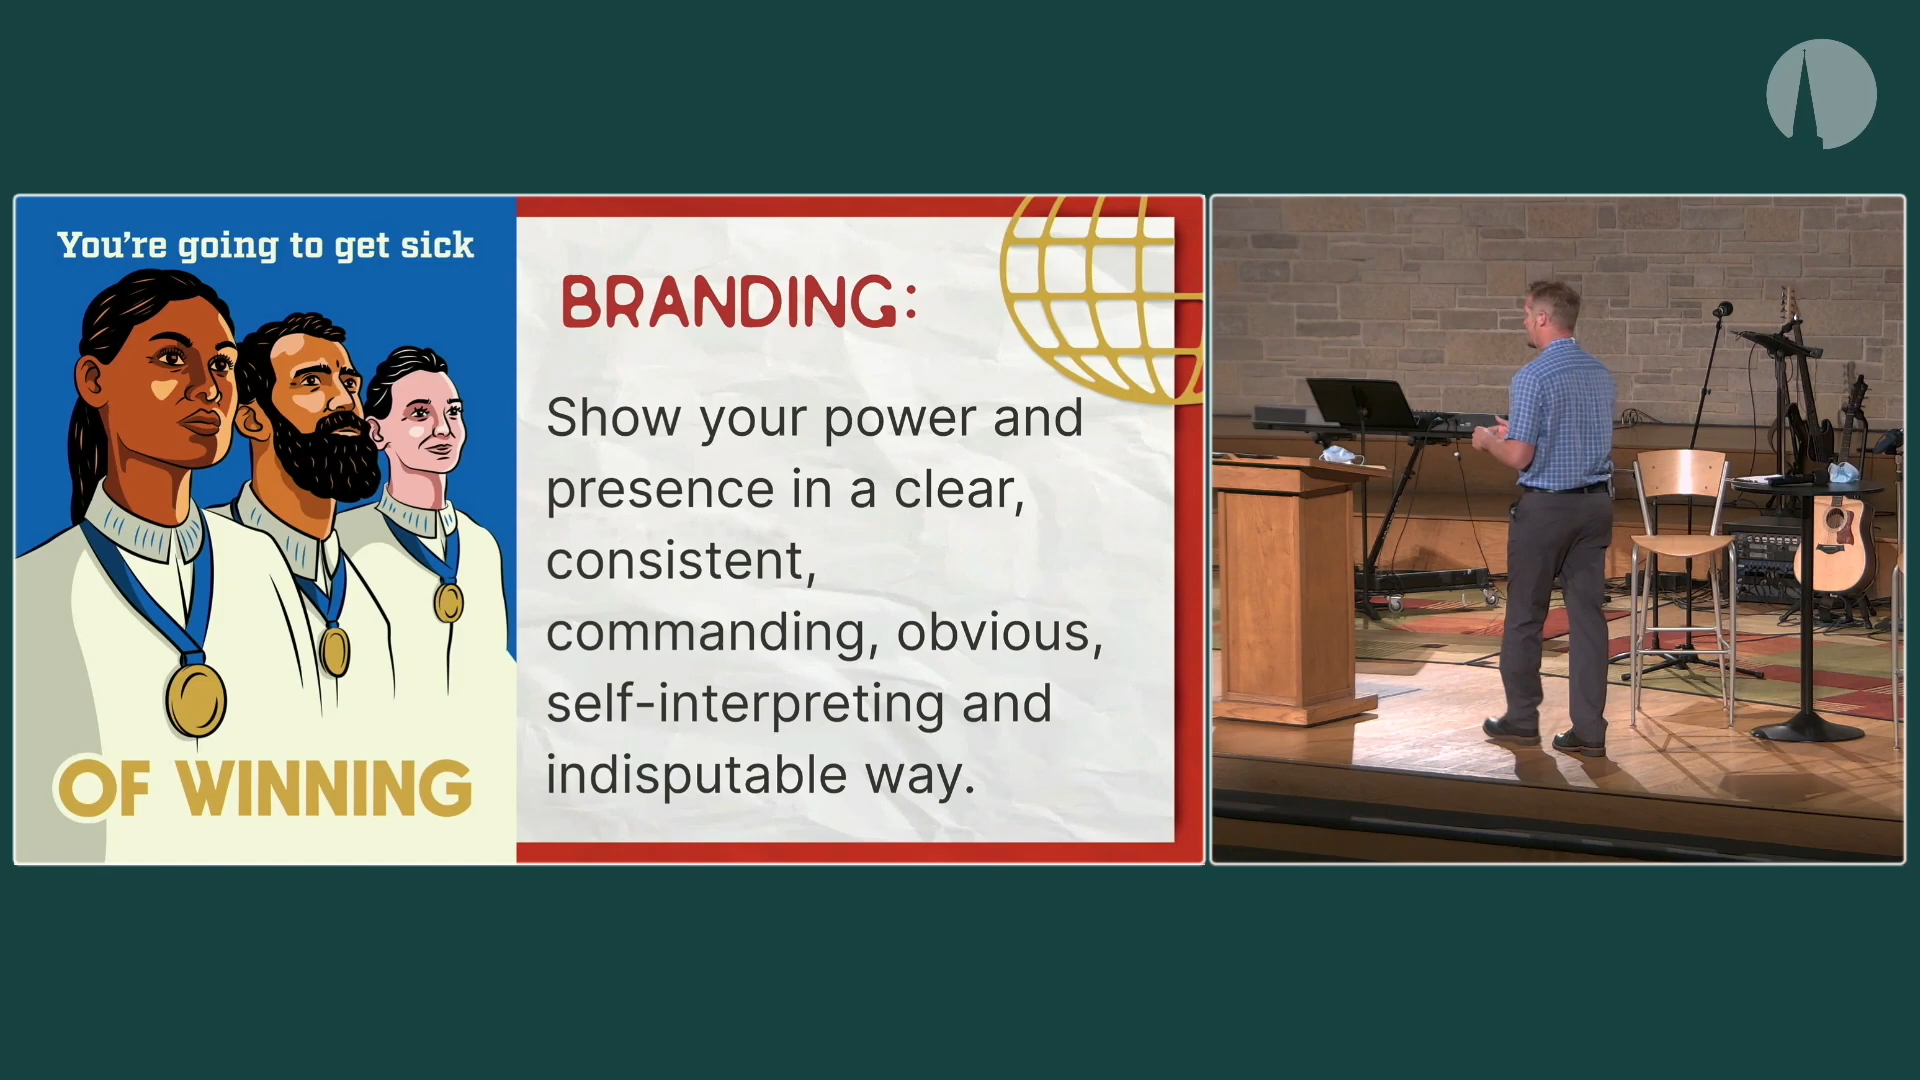 You're going to get sick
OF WINNING
BRANDING:
Show your power and
presence in a clear,
consistent,
commanding, obvious,
self-interpreting and
indisputable way.